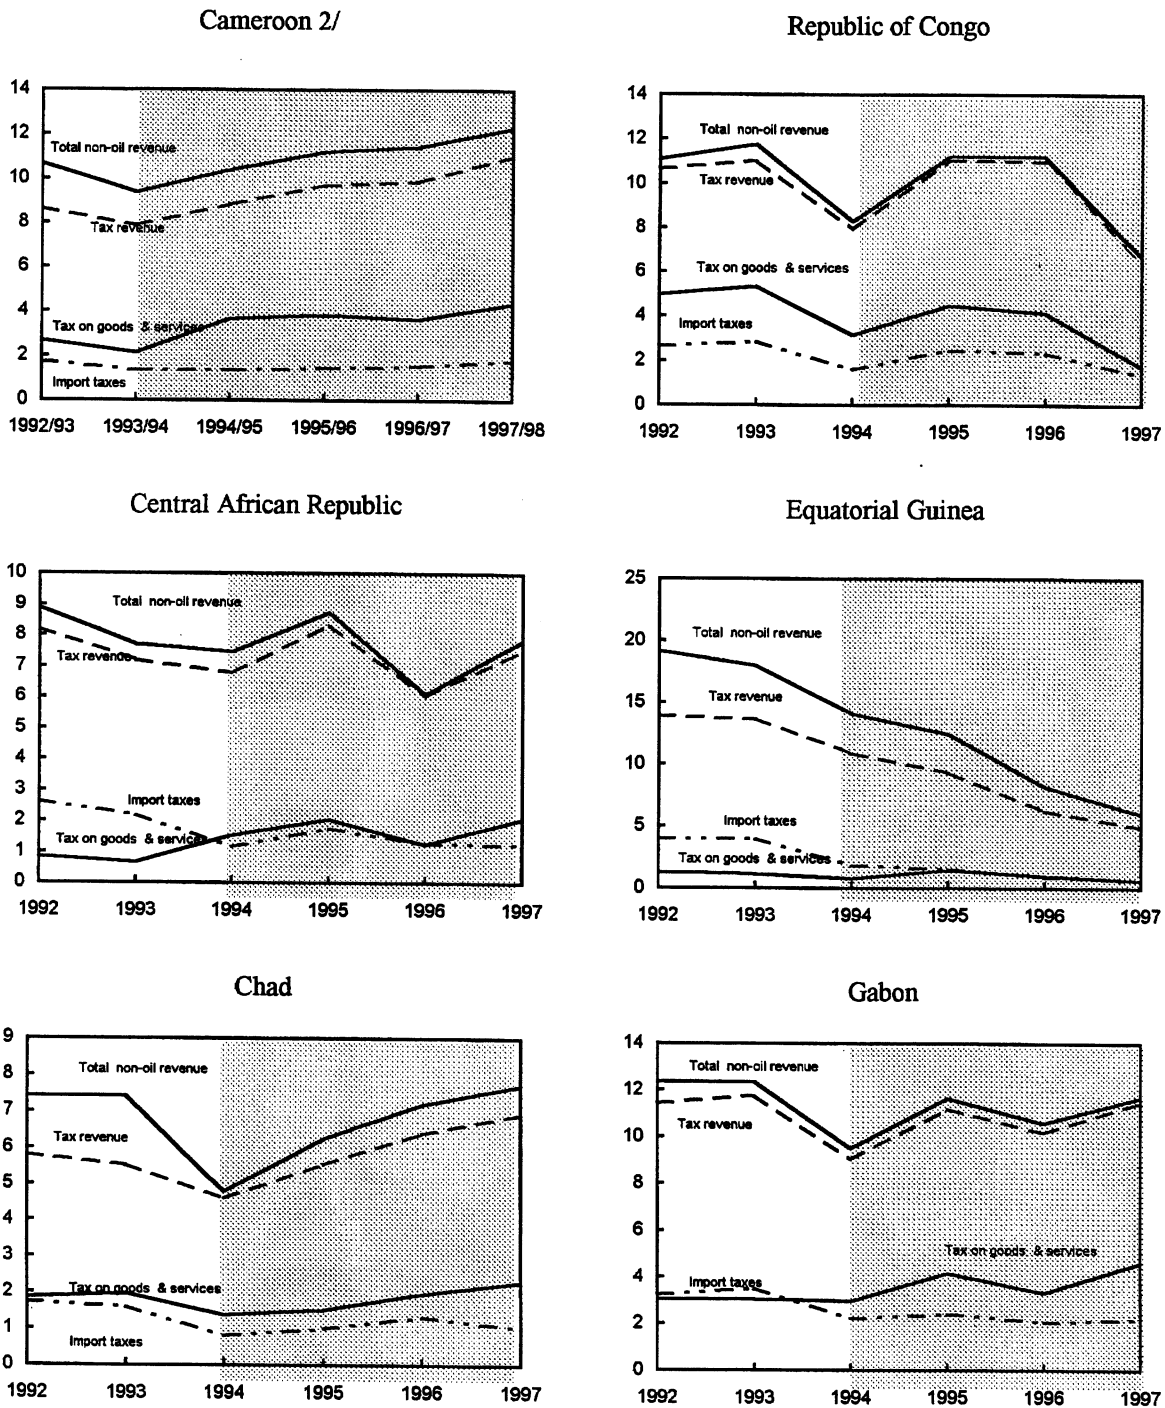 Cameroon 2/
14
12
10
8
6
4
2
0
Total non-oil revenue
Tax revenue
Tax on goods & services
Import taxes
1992/93 1993/94 1994/95 1995/96 1996/97 1997/98
Republic of Congo
14
12
10
8
6
4
2
0
Total non-oil revenue
Tax revenue
Tax on goods & services
Import taxes
1992 1993 1994 1995 1996 1997
Central African Republic
10
9
8
7
6
5
4
3
2
1
0
Total non-oil revenue
Tax revenue
Import taxes
Tax on goods & services
1992 1993 1994 1995 1996 1997
Equatorial Guinea
25
20
15
10
5
0
Total non-oil revenue
Tax revenue
Import taxes
Tax on goods & services
1992 1993 1994 1995 1996 1997
Chad
9
8
7
6
5
4
3
2
1
0
Total non-oil revenue
Tax revenue
Tax on goods & services
Import taxes
1992 1993 1994 1995 1996 1997
Gabon
14
12
10
8
6
4
2
0
Total non-oil revenue
Tax revenue
Tax on goods & services
Import taxes
1992 1993 1994 1995 1996 1997